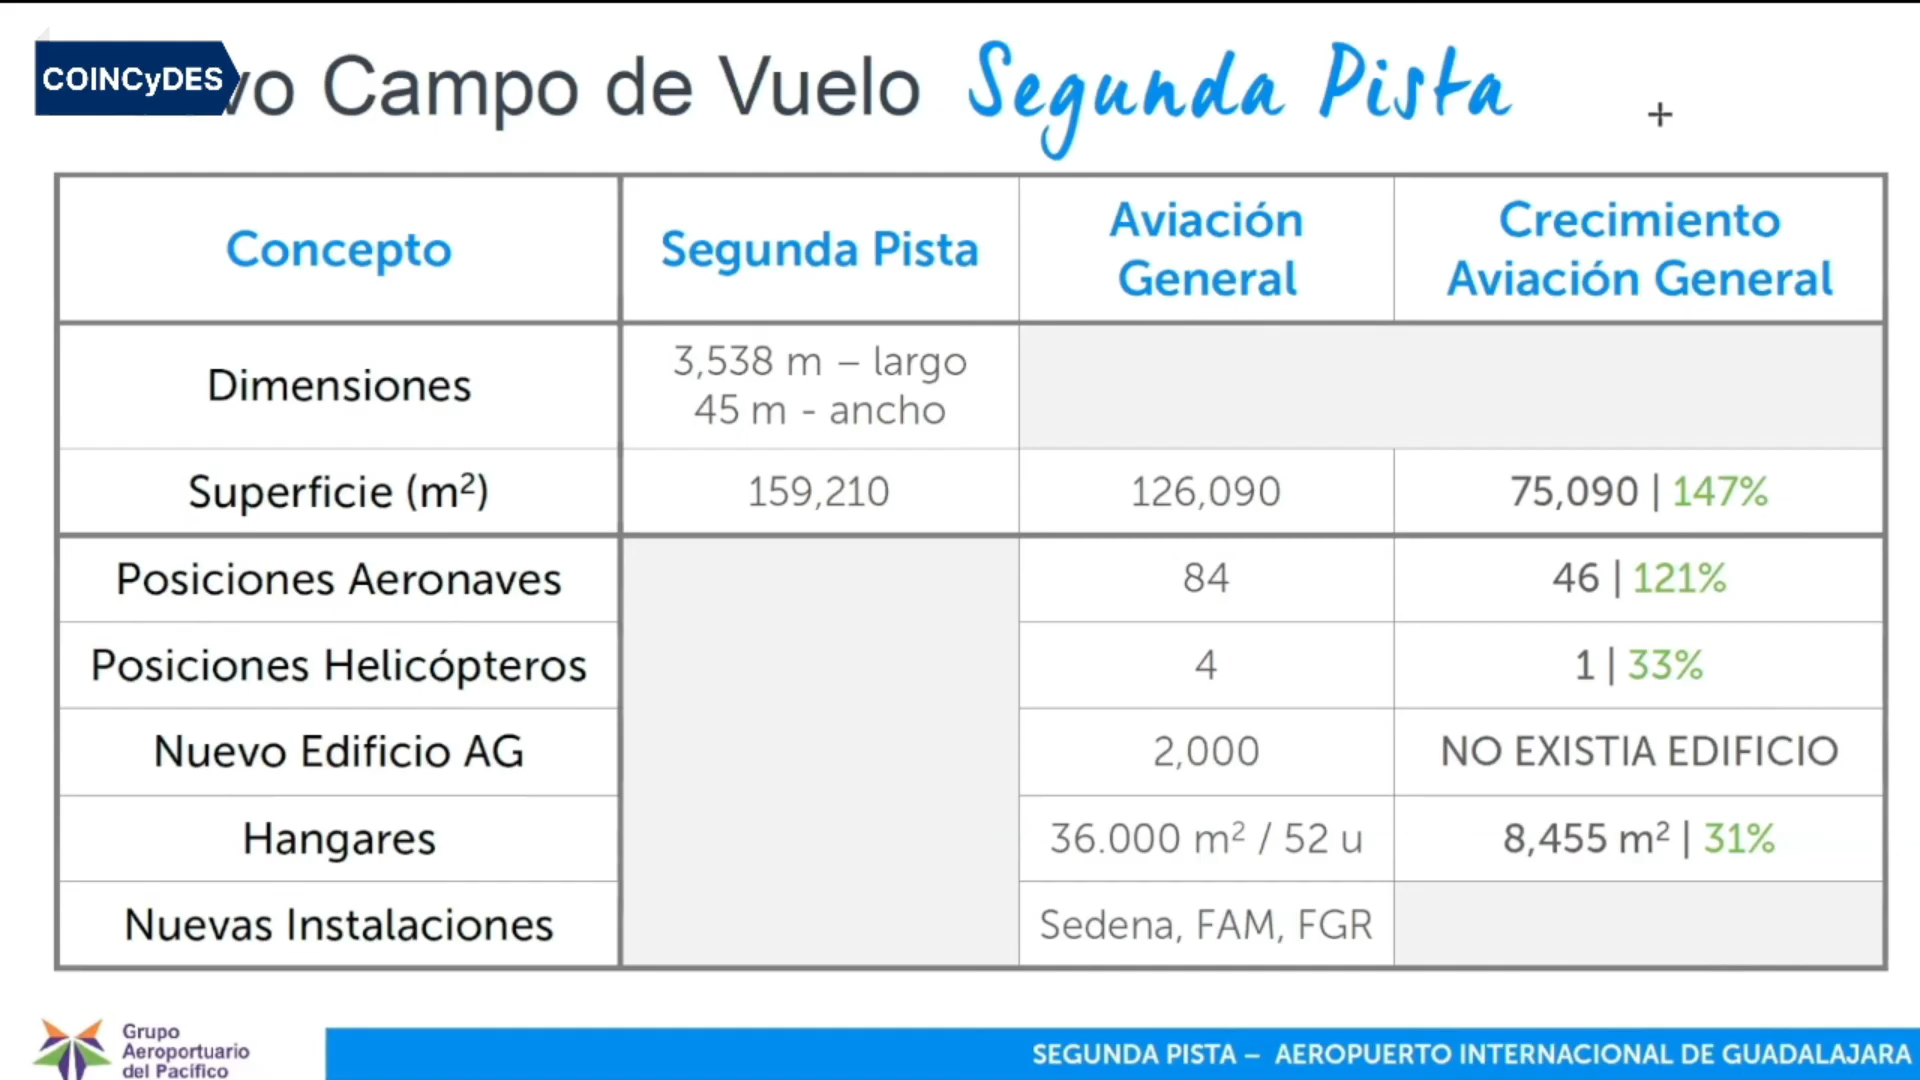 COINCyDES
vo Campo de Vuelo Segunda Pista
Concepto
Segunda Pista
Aviación
General
Crecimiento
Aviación General
Dimensiones
3,538 m – largo
45 m - ancho
Superficie (m²)
159,210
126,090
75,090 | 147%
Posiciones Aeronaves
84
46 | 121%
Posiciones Helicópteros
4
1 | 33%
Nuevo Edificio AG
2,000
NO EXISTIA EDIFICIO
Hangares
36.000 m² / 52 u
8,455 m² | 31%
Nuevas Instalaciones
Sedena, FAM, FGR
Grupo
Aeroportuario
del Pacífico
SEGUNDA PISTA – AEROPUERTO INTERNACIONAL DE GUADALAJARA